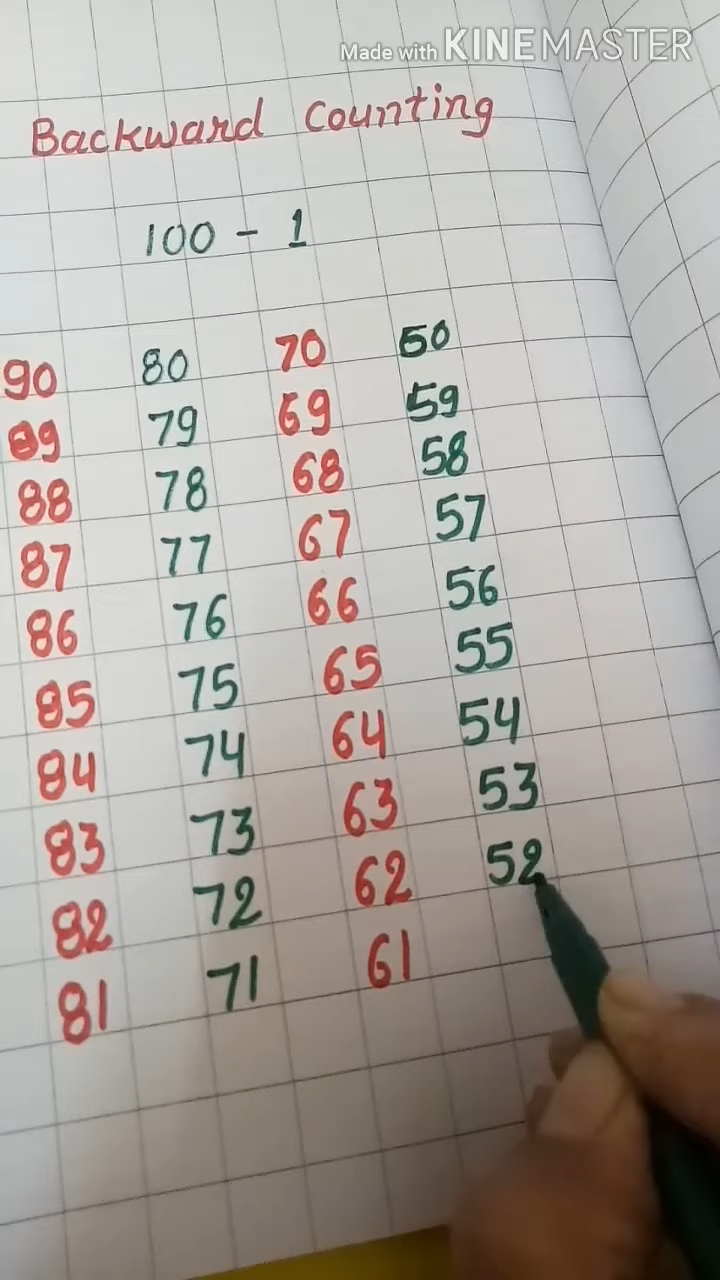 Made with KINEMASTER
Backward Counting
100 - 1
90 80 70 50
89 79 69 59
88 78 68 58
87 77 67 57
86 76 66 56
85 75 65 55
84 74 64 54
83 73 63 53
82 72 62 52
81 71 61